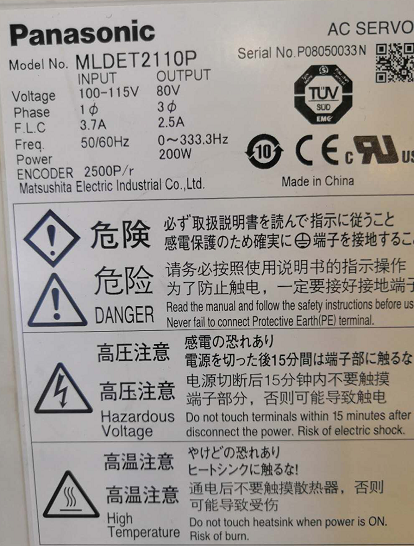 Panasonic
AC SERVO
Model No. MLDET2110P
Serial No.P08050033N
INPUT OUTPUT
Voltage 100-115V 80V
Phase 1ϕ 3ϕ
F.L.C 3.7A 2.5A
Freq. 50/60Hz 0~333.3Hz
Power 200W
ENCODER 2500P/r
Matsushita Electric Industrial Co.,Ltd.
TÜV
SÜD
EMC
10
CE
c US
Made in China
危険 必ず取扱説明書を読んで指示に従うこと
感電保護のため確実に⏚端子を接地するこ
危险 请务必按照使用说明书的指示操作
为了防止触电，一定要接好接地端子
DANGER Read the manual and follow the safety instructions before us
Never fail to connect Protective Earth(PE) terminal.
高圧注意 感電の恐れあり
電源を切った後15分間は端子部に触るな
高压注意 电源切断后15分钟内不要触摸
端子部分，否则可能导致触电
Hazardous Do not touch terminals within 15 minutes after
Voltage disconnect the power. Risk of electric shock.
高温注意 やけどの恐れあり
ヒートシンクに触るな!
高温注意 通电后不要触摸散热器，否则
可能导致受伤
High Do not touch heatsink when power is ON.
Temperature Risk of burn.